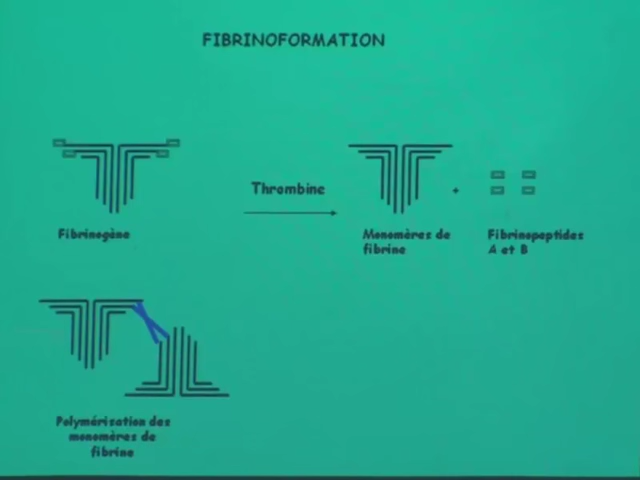 FIBRINOFORMATION
Thrombine
+
Fibrinogène
Monomères de
fibrine
Fibrinopeptides
A et B
Polymérisation des
monomères de
fibrine